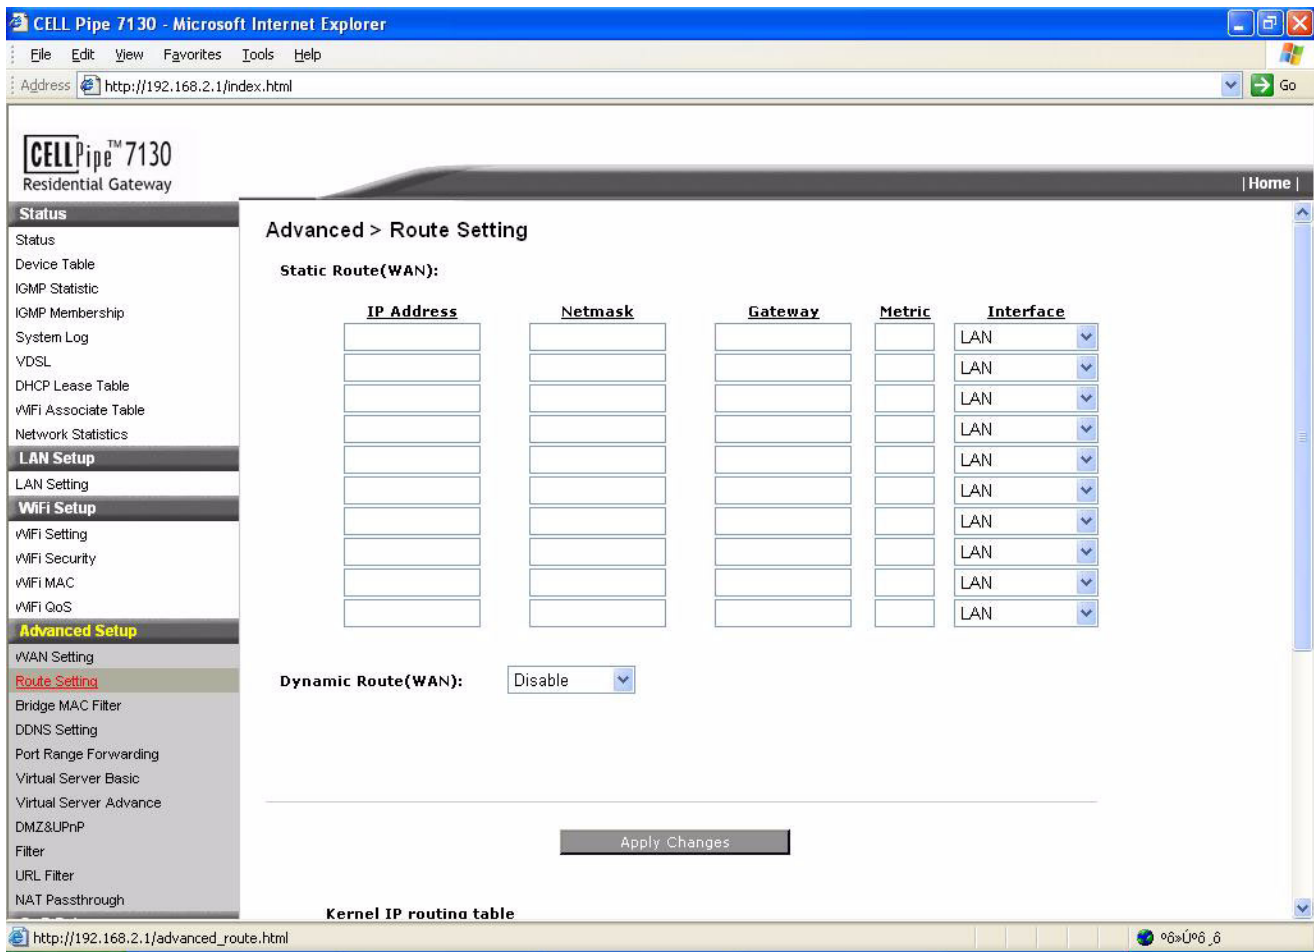 CELL Pipe 7130 - Microsoft Internet Explorer
File Edit View Favorites Tools Help
Address http://192.168.2.1/index.html Go
CELLPipe™ 7130
Residential Gateway
| Home |
Status
Status
Device Table
IGMP Statistic
IGMP Membership
System Log
VDSL
DHCP Lease Table
WiFi Associate Table
Network Statistics
LAN Setup
LAN Setting
WiFi Setup
WiFi Setting
WiFi Security
WiFi MAC
WiFi QoS
Advanced Setup
WAN Setting
Route Setting
Bridge MAC Filter
DDNS Setting
Port Range Forwarding
Virtual Server Basic
Virtual Server Advance
DMZ&UPnP
Filter
URL Filter
NAT Passthrough
Advanced > Route Setting
Static Route(WAN):
IP Address Netmask Gateway Metric Interface
LAN
LAN
LAN
LAN
LAN
LAN
LAN
LAN
LAN
LAN
Dynamic Route(WAN): Disable
Apply Changes
Kernel IP routing table
http://192.168.2.1/advanced_route.html